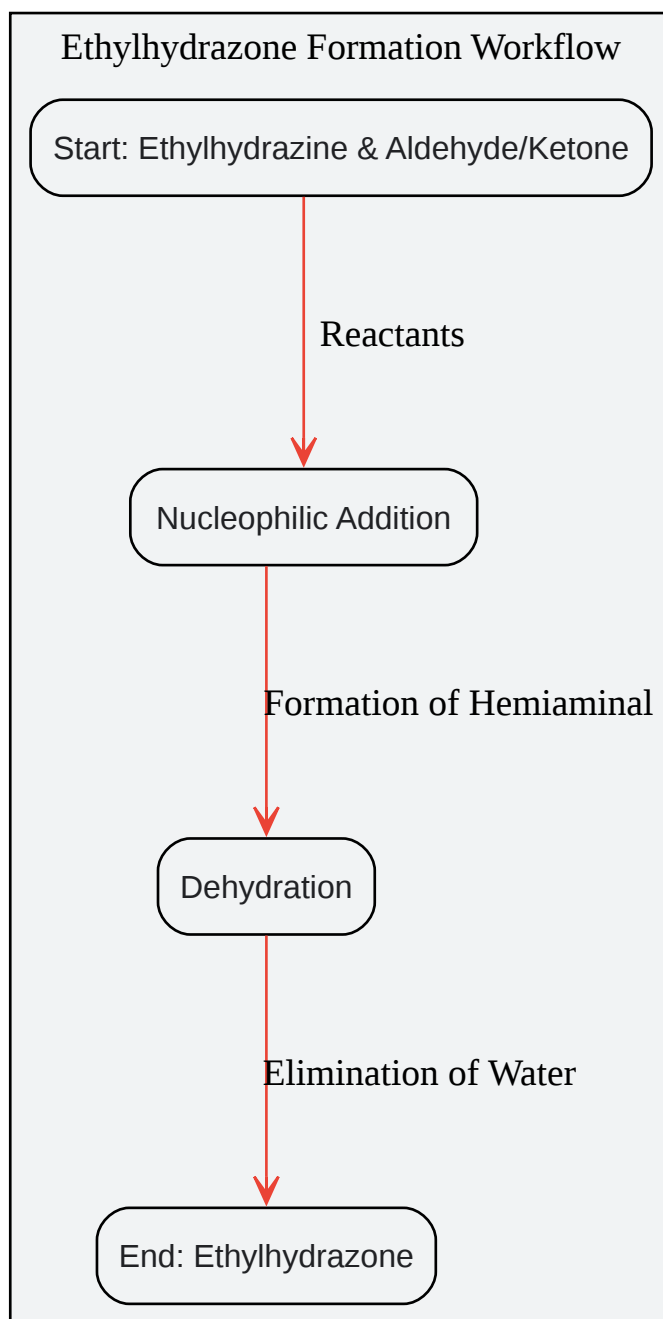 Ethylhydrazone Formation Workflow
Start: Ethylhydrazine & Aldehyde/Ketone
Reactants
Nucleophilic Addition
Formation of Hemiaminal
Dehydration
Elimination of Water
End: Ethylhydrazone